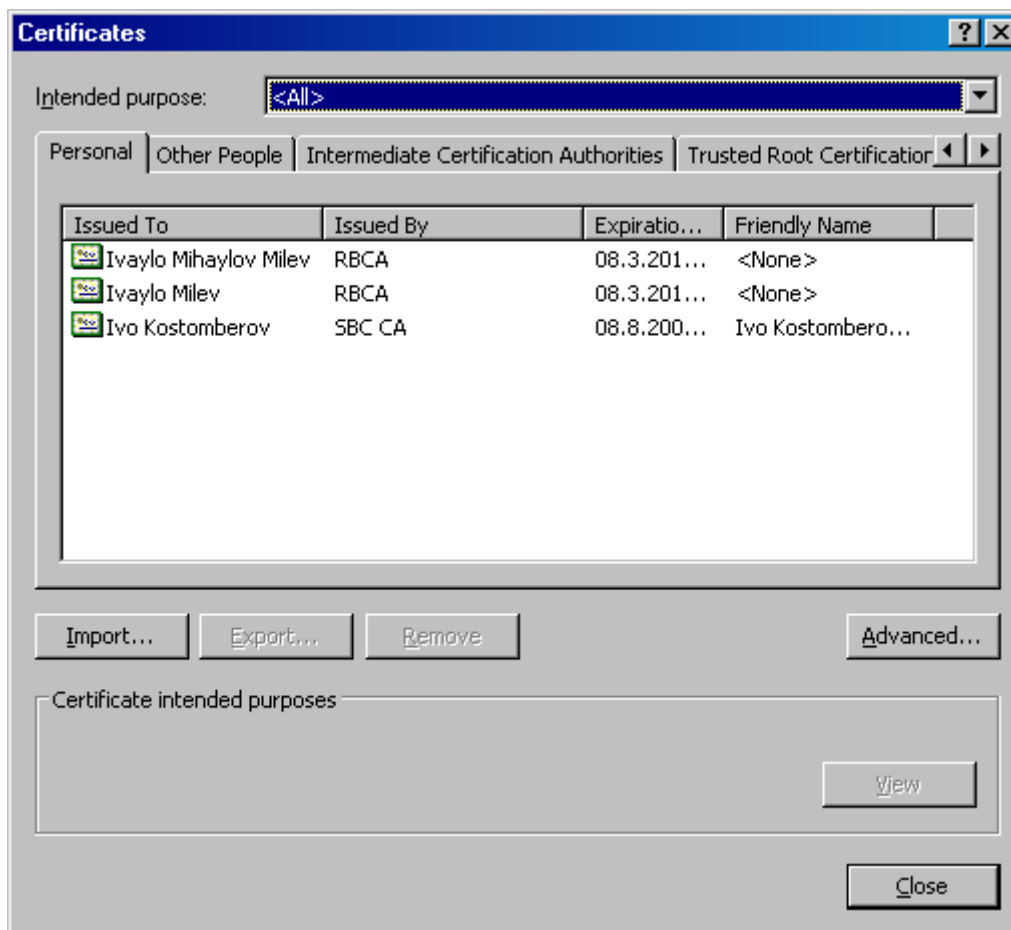 Certificates
Intended purpose: <All>
Personal Other People Intermediate Certification Authorities Trusted Root Certification
Issued To Issued By Expiratio... Friendly Name
Ivaylo Mihaylov Milev RBCA 08.3.201... <None>
Ivaylo Milev RBCA 08.3.201... <None>
Ivo Kostomberov SBC CA 08.8.200... Ivo Kostombero...
Import... Export... Remove Advanced...
Certificate intended purposes
View
Close